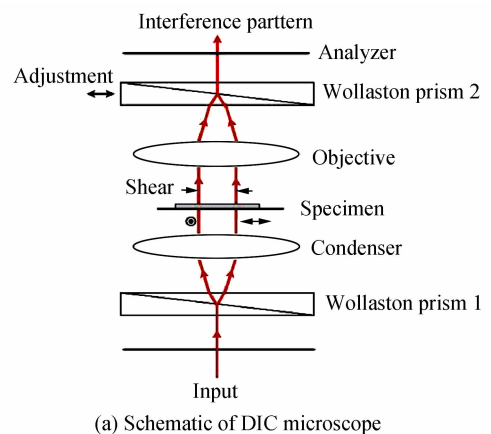 Interference parttern
Analyzer
Adjustment
Wollaston prism 2
Objective
Shear
Specimen
Condenser
Wollaston prism 1
Input
(a) Schematic of DIC microscope